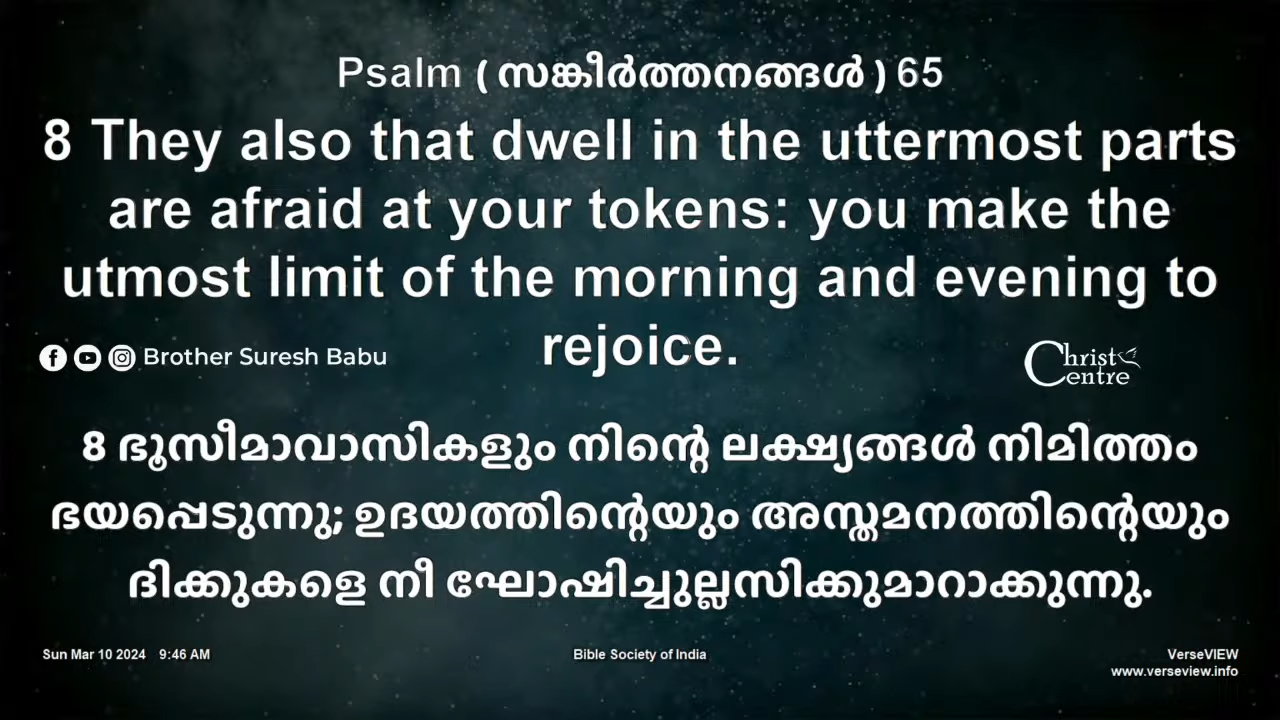 Psalm ( സങ്കീർത്തനങ്ങൾ ) 65
8 They also that dwell in the uttermost parts
are afraid at your tokens: you make the
utmost limit of the morning and evening to
rejoice.
Brother Suresh Babu
Christ
Centre
8 ഭൂസീമാവാസികളും നിന്റെ ലക്ഷ്യങ്ങൾ നിമിത്തം
ഭയപ്പെടുന്നു; ഉദയത്തിന്റെയും അസ്തമനത്തിന്റെയും
ദിക്കുകളെ നീ ഘോഷിച്ചുല്ലസിക്കുമാറാക്കുന്നു.
Sun Mar 10 2024 9:46 AM
Bible Society of India
VerseVIEW
www.verseview.info